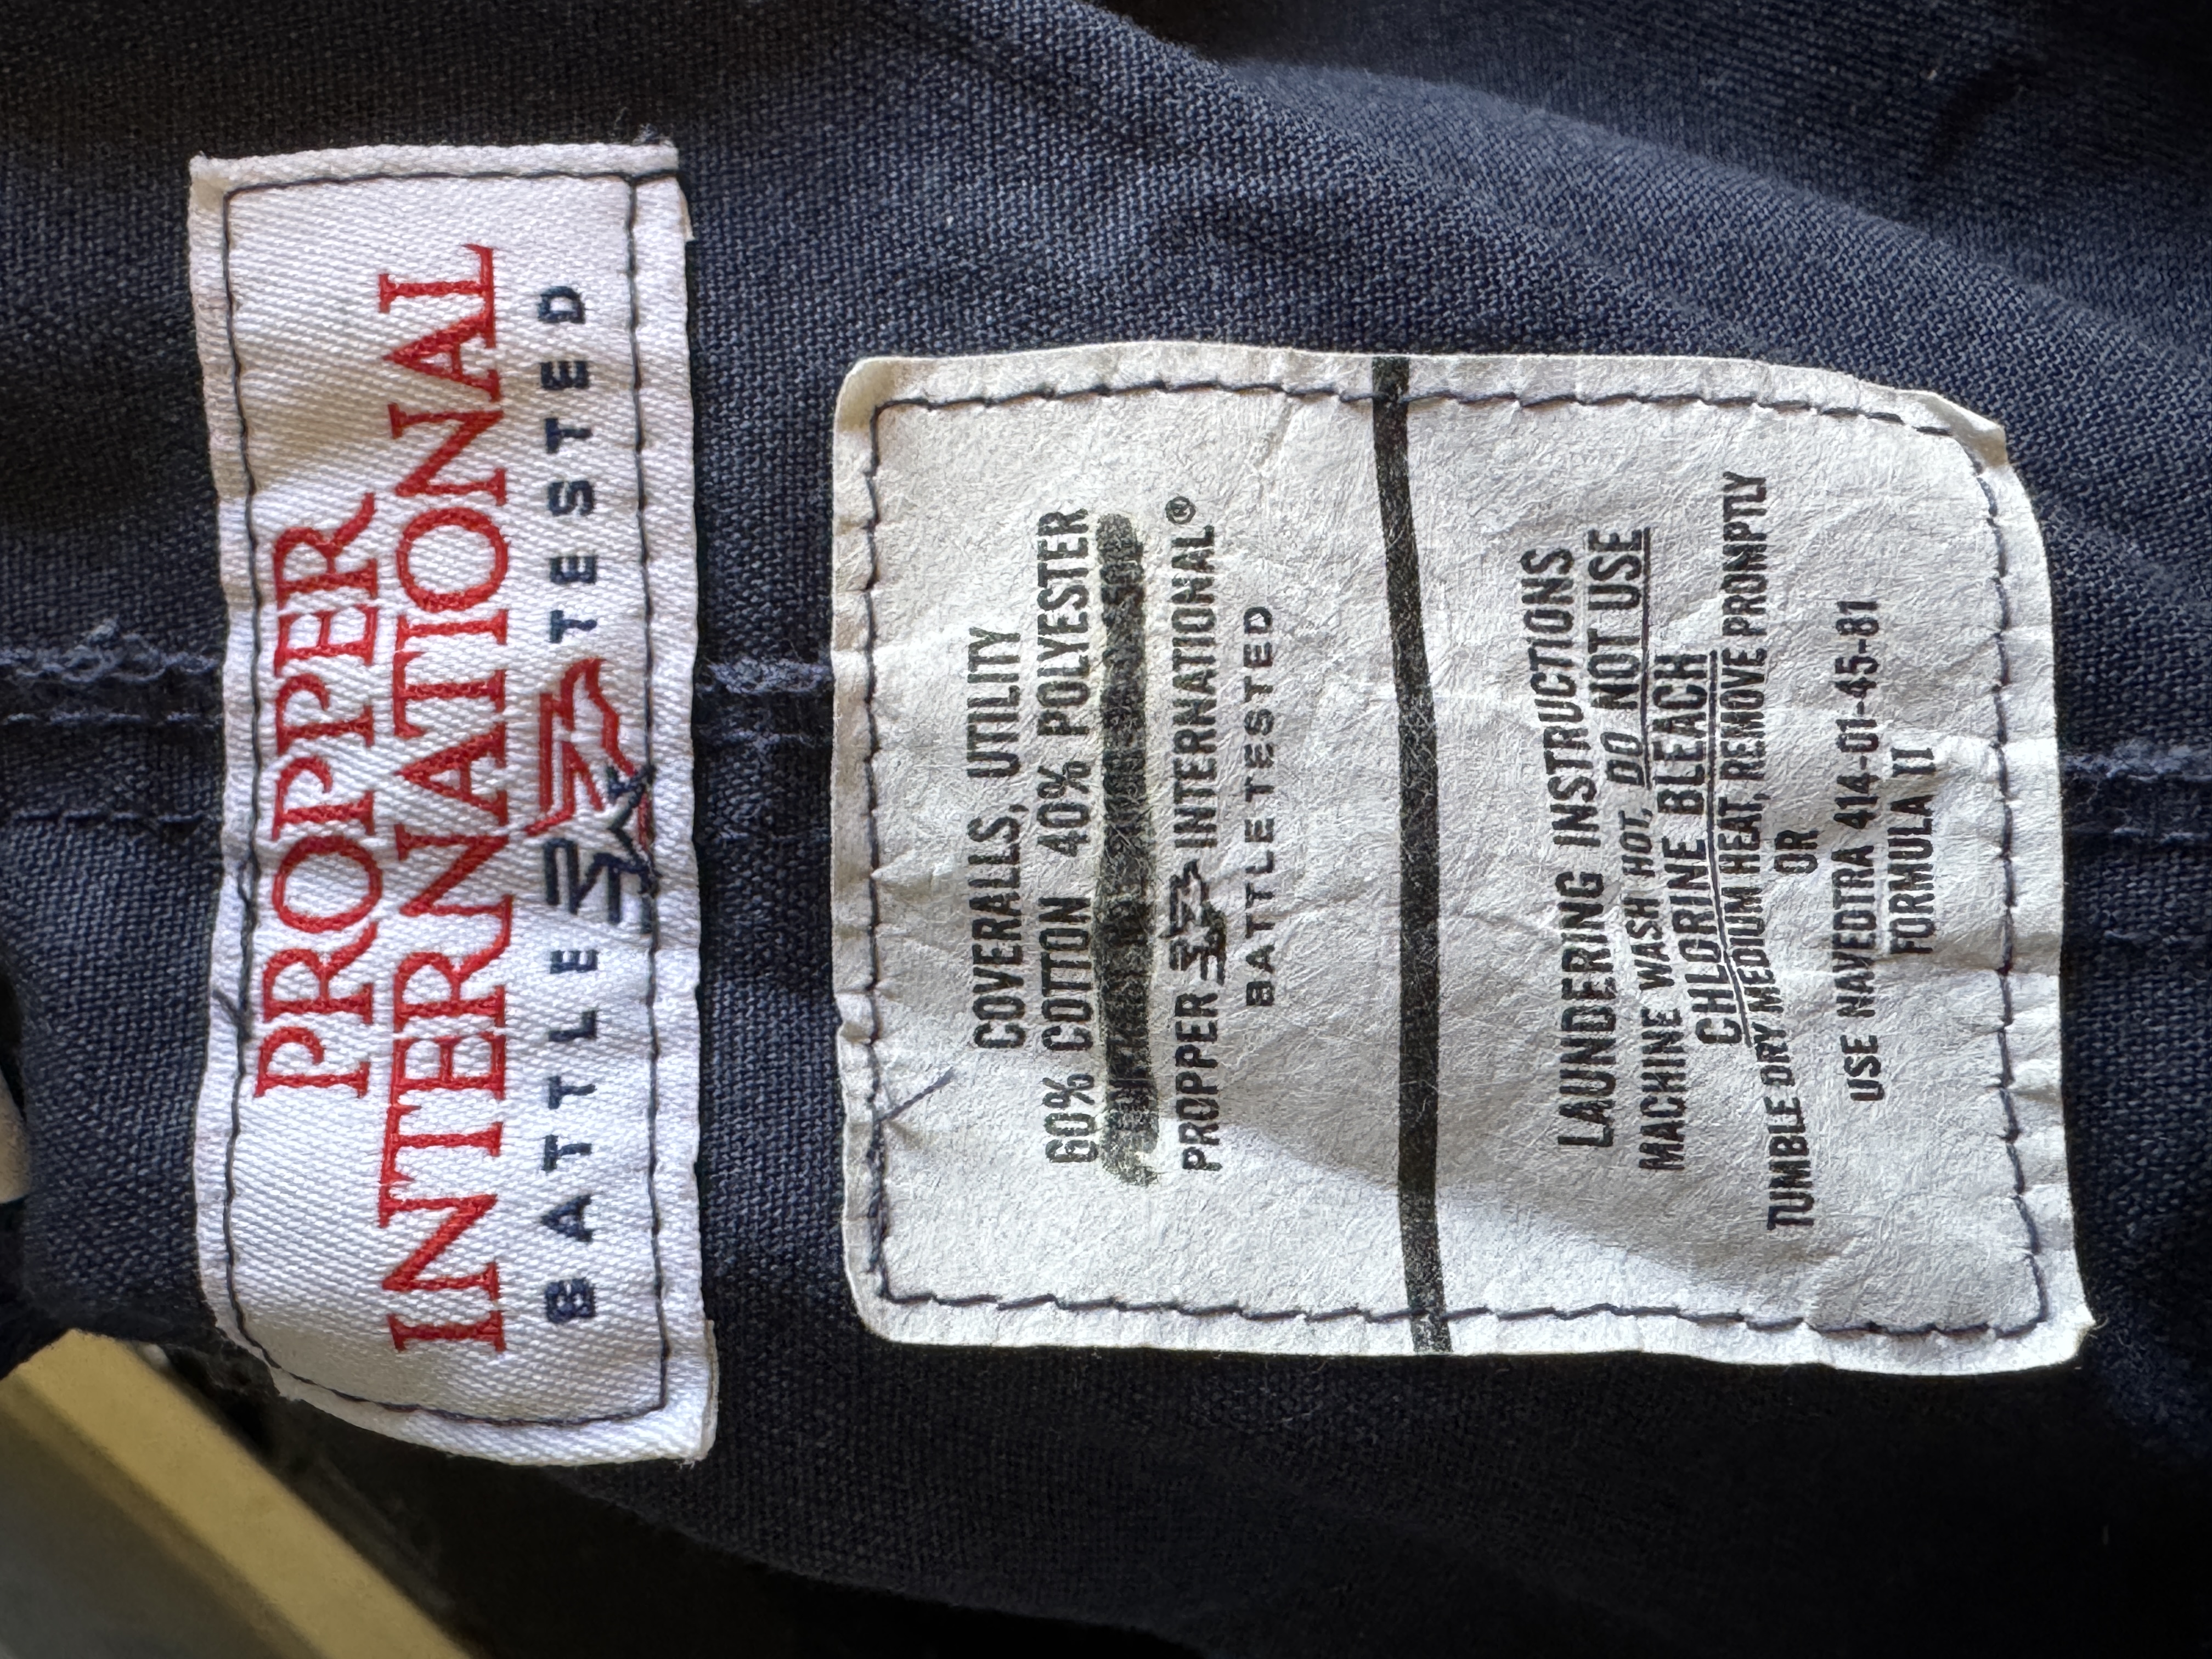 PROPPER
INTERNATIONAL
BATTLE TESTED
COVERALLS, UTILITY
60% COTTON 40% POLYESTER
PROPPER INTERNATIONAL®
BATTLE TESTED
LAUNDERING INSTRUCTIONS
MACHINE WASH HOT, DO NOT USE
CHLORINE BLEACH
TUMBLE DRY MEDIUM HEAT, REMOVE PROMPTLY
OR
USE NAVEDTRA 414-01-45-81
FORMULA II